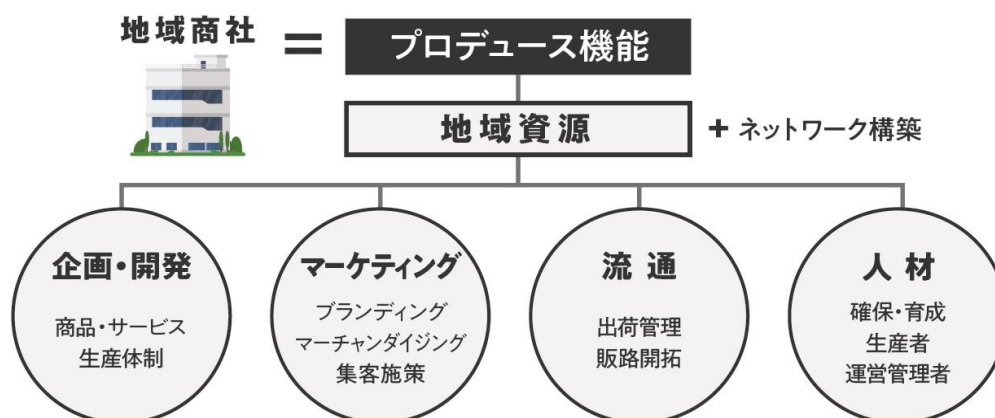 地域商社
=
プロデュース機能
地域資源
+ ネットワーク構築
企画・開発
商品・サービス
生産体制
マーケティング
ブランディング
マーチャンダイジング
集客施策
流通
出荷管理
販路開拓
人材
確保・育成
生産者
運営管理者